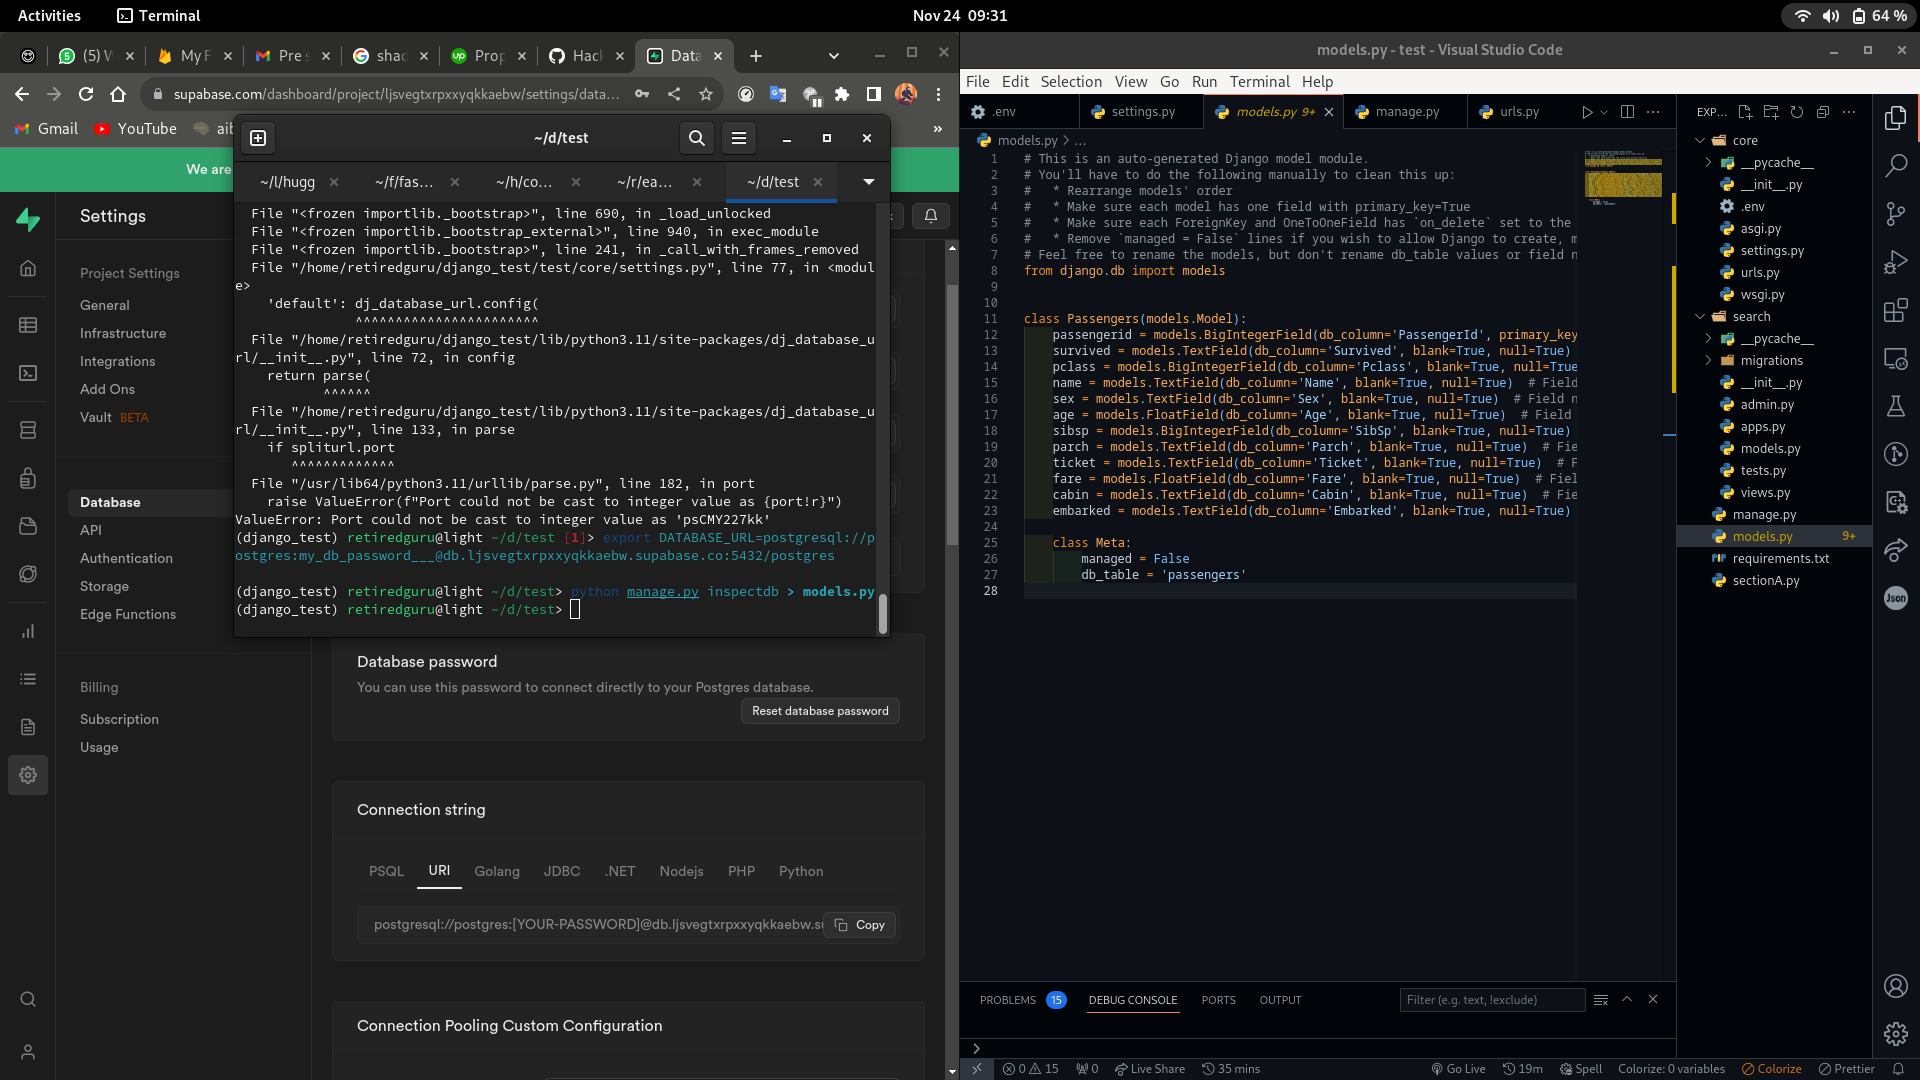 Activities
Terminal
Nov 24 09:31
64 %
(5) W
My F
Pre s
shad
Prop
Hack
Data
supabase.com/dashboard/project/ljsvegtxrpxxyqkkaebw/settings/data...
Gmail
YouTube
aib
»
We are
Settings
Project Settings
General
Infrastructure
Integrations
Add Ons
Vault BETA
Database
API
Authentication
Storage
Edge Functions
Billing
Subscription
Usage
~/d/test
~/l/hugg
~/f/fas...
~/h/co...
~/r/ea...
~/d/test
File "<frozen importlib._bootstrap>", line 690, in _load_unlocked
File "<frozen importlib._bootstrap_external>", line 940, in exec_module
File "<frozen importlib._bootstrap>", line 241, in _call_with_frames_removed
File "/home/retiredguru/django_test/test/core/settings.py", line 77, in <modul
e>
'default': dj_database_url.config(
^^^^^^^^^^^^^^^^^^^^^^^
File "/home/retiredguru/django_test/lib/python3.11/site-packages/dj_database_u
rl/__init__.py", line 72, in config
return parse(
^^^^^^
File "/home/retiredguru/django_test/lib/python3.11/site-packages/dj_database_u
rl/__init__.py", line 133, in parse
if spliturl.port
^^^^^^^^^^^^^
File "/usr/lib64/python3.11/urllib/parse.py", line 182, in port
raise ValueError(f"Port could not be cast to integer value as {port!r}")
ValueError: Port could not be cast to integer value as 'psCMY227kk'
(django_test) retiredguru@light ~/d/test [1]> export DATABASE_URL=postgresql://p
ostgres:my_db_password___@db.ljsvegtxrpxxyqkkaebw.supabase.co:5432/postgres
(django_test) retiredguru@light ~/d/test> python manage.py inspectdb > models.py
(django_test) retiredguru@light ~/d/test>
Database password
You can use this password to connect directly to your Postgres database.
Reset database password
Connection string
PSQL URI Golang JDBC .NET Nodejs PHP Python
postgresql://postgres:[YOUR-PASSWORD]@db.ljsvegtxrpxxyqkkaebw.su
Copy
Connection Pooling Custom Configuration
models.py - test - Visual Studio Code
File Edit Selection View Go Run Terminal Help
.env
settings.py
models.py 9+
manage.py
urls.py
models.py > ...
1 # This is an auto-generated Django model module.
2 # You'll have to do the following manually to clean this up:
3 #   * Rearrange models' order
4 #   * Make sure each model has one field with primary_key=True
5 #   * Make sure each ForeignKey and OneToOneField has `on_delete` set to the
6 #   * Remove `managed = False` lines if you wish to allow Django to create, m
7 # Feel free to rename the models, but don't rename db_table values or field n
8 from django.db import models
9
10
11 class Passengers(models.Model):
12 passengerid = models.BigIntegerField(db_column='PassengerId', primary_key
13 survived = models.TextField(db_column='Survived', blank=True, null=True)
14 pclass = models.BigIntegerField(db_column='Pclass', blank=True, null=True
15 name = models.TextField(db_column='Name', blank=True, null=True)  # Field
16 sex = models.TextField(db_column='Sex', blank=True, null=True)  # Field n
17 age = models.FloatField(db_column='Age', blank=True, null=True)  # Field
18 sibsp = models.BigIntegerField(db_column='SibSp', blank=True, null=True)
19 parch = models.TextField(db_column='Parch', blank=True, null=True)  # Fie
20 ticket = models.TextField(db_column='Ticket', blank=True, null=True)  # F
21 fare = models.FloatField(db_column='Fare', blank=True, null=True)  # Fiel
22 cabin = models.TextField(db_column='Cabin', blank=True, null=True)  # Fie
23 embarked = models.TextField(db_column='Embarked', blank=True, null=True)
24
25 class Meta:
26 managed = False
27 db_table = 'passengers'
28
EXP...
core
__pycache__
__init__.py
.env
asgi.py
settings.py
urls.py
wsgi.py
search
__pycache__
migrations
__init__.py
admin.py
apps.py
models.py
tests.py
views.py
manage.py
models.py 9+
requirements.txt
sectionA.py
Json
PROBLEMS 15 DEBUG CONSOLE PORTS OUTPUT
Filter (e.g. text, !exclude)
0 15 0 Live Share 35 mins Go Live 19m Spell Colorize: 0 variables Colorize Prettier